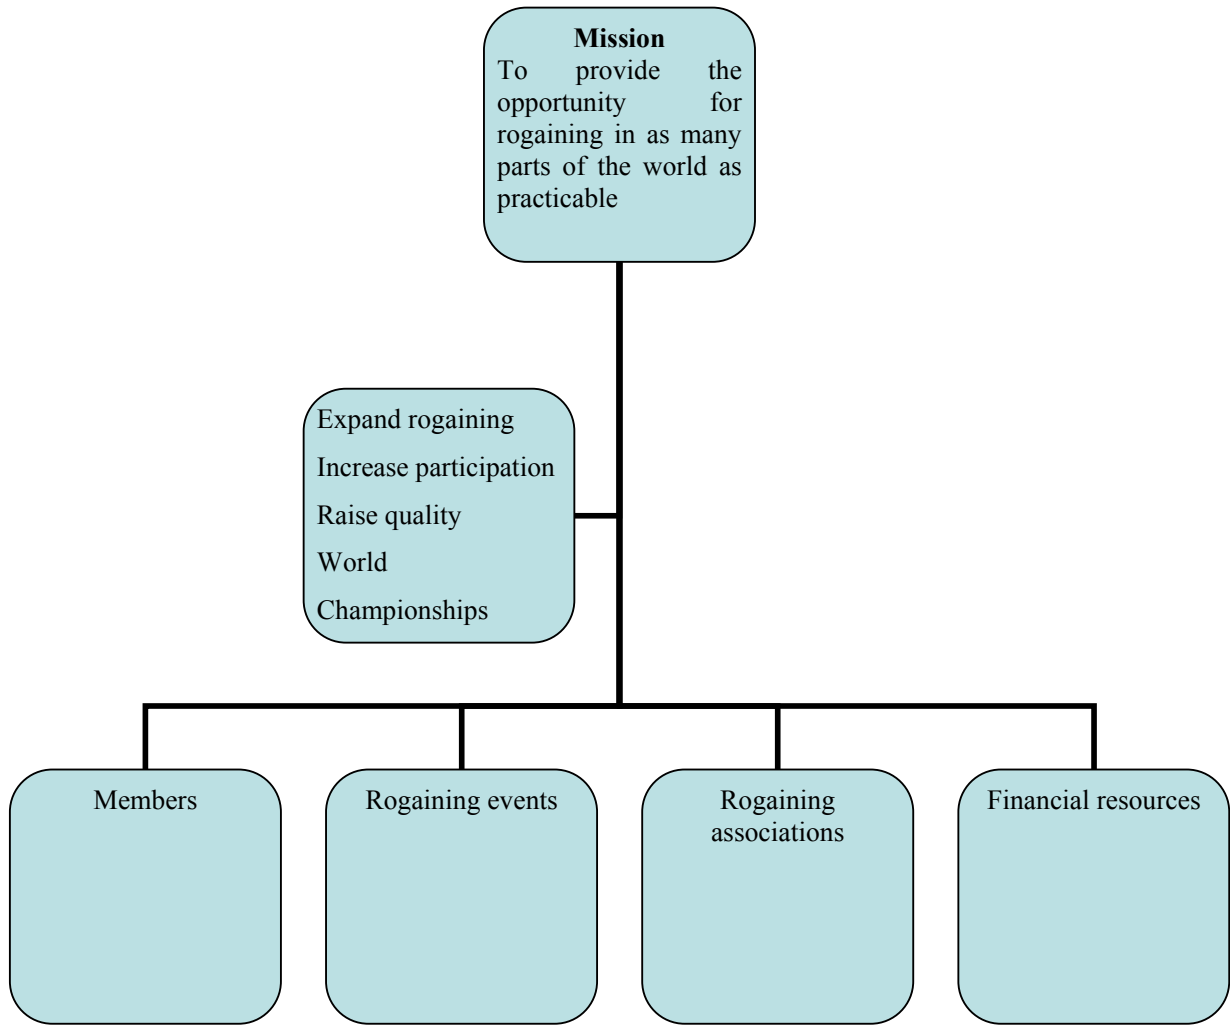 Mission
To provide the
opportunity for
rogaining in as many
parts of the world as
practicable
Expand rogaining
Increase participation
Raise quality
World
Championships
Members
Rogaining events
Rogaining
associations
Financial resources